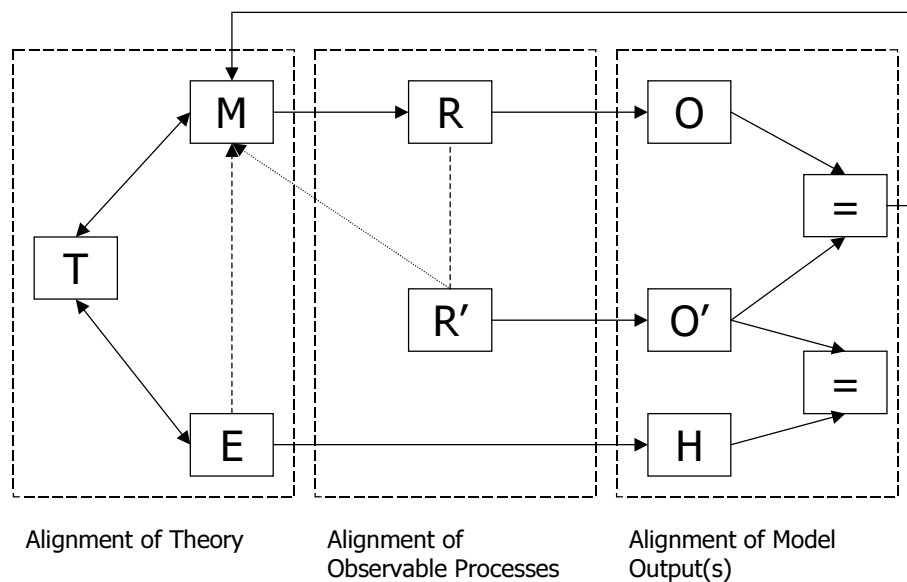 M
R
O
=
T
R’
O’
=
E
H
Alignment of Theory
Alignment of
Observable Processes
Alignment of Model
Output(s)